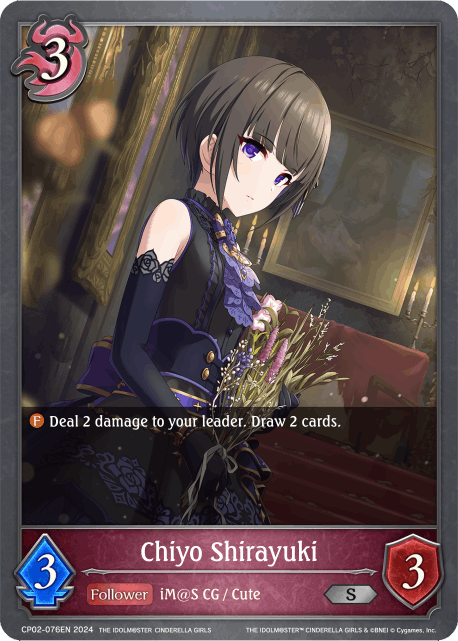 3
F Deal 2 damage to your leader. Draw 2 cards.
Chiyo Shirayuki
3 Follower iM@S CG / Cute S 3
CP02-076EN 2024 THE IDOLM@STER CINDERELLA GIRLS THE IDOLM@STER™ CINDERELLA GIRLS & ©BNEI © Cygames, Inc.